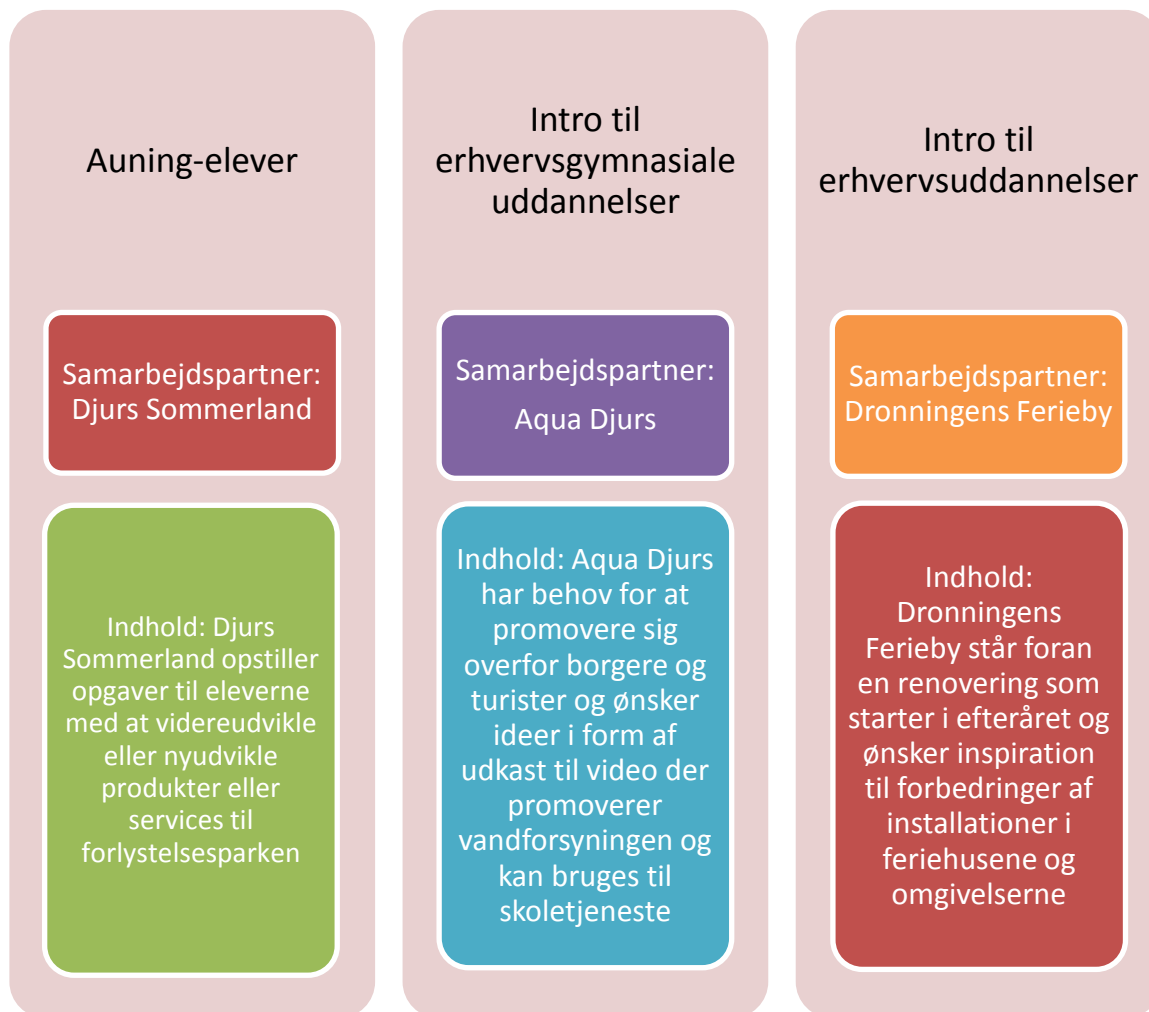 Auning-elever
Samarbejdspartner:
Djurs Sommerland
Indhold: Djurs
Sommerland opstiller
opgaver til eleverne
med at videreudvikle
eller nyudvikle
produkter eller
services til
forlystelsesparken
Intro til
erhvervsgymnasiale
uddannelser
Samarbejdspartner:
Aqua Djurs
Indhold: Aqua Djurs
har behov for at
promovere sig
overfor borgere og
turister og ønsker
ideer i form af
udkast til video der
promoverer
vandforsyningen og
kan bruges til
skoletjeneste
Intro til
erhvervsuddannelser
Samarbejdspartner:
Dronningens Ferieby
Indhold:
Dronningens
Ferieby står foran
en renovering som
starter i efteråret og
ønsker inspiration
til forbedringer af
installationer i
feriehusene og
omgivelserne